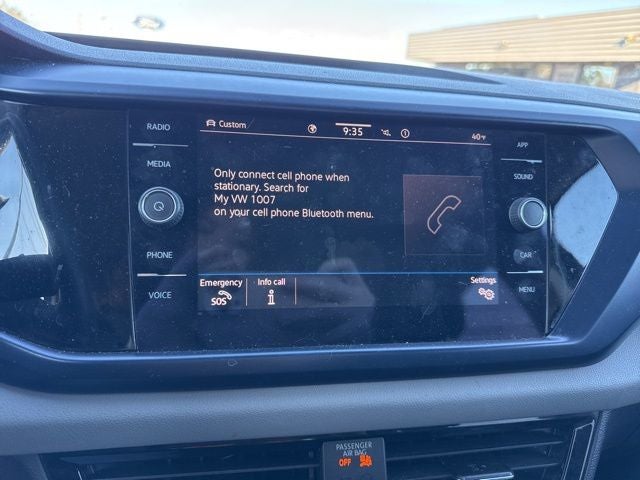 RADIO
MEDIA
PHONE
VOICE
Custom
9:35
40°F
Only connect cell phone when
stationary. Search for
My VW 1007
on your cell phone Bluetooth menu.
Emergency
SOS
Info call
i
Settings
APP
SOUND
CAR
MENU
PASSENGER
AIR BAG
OFF